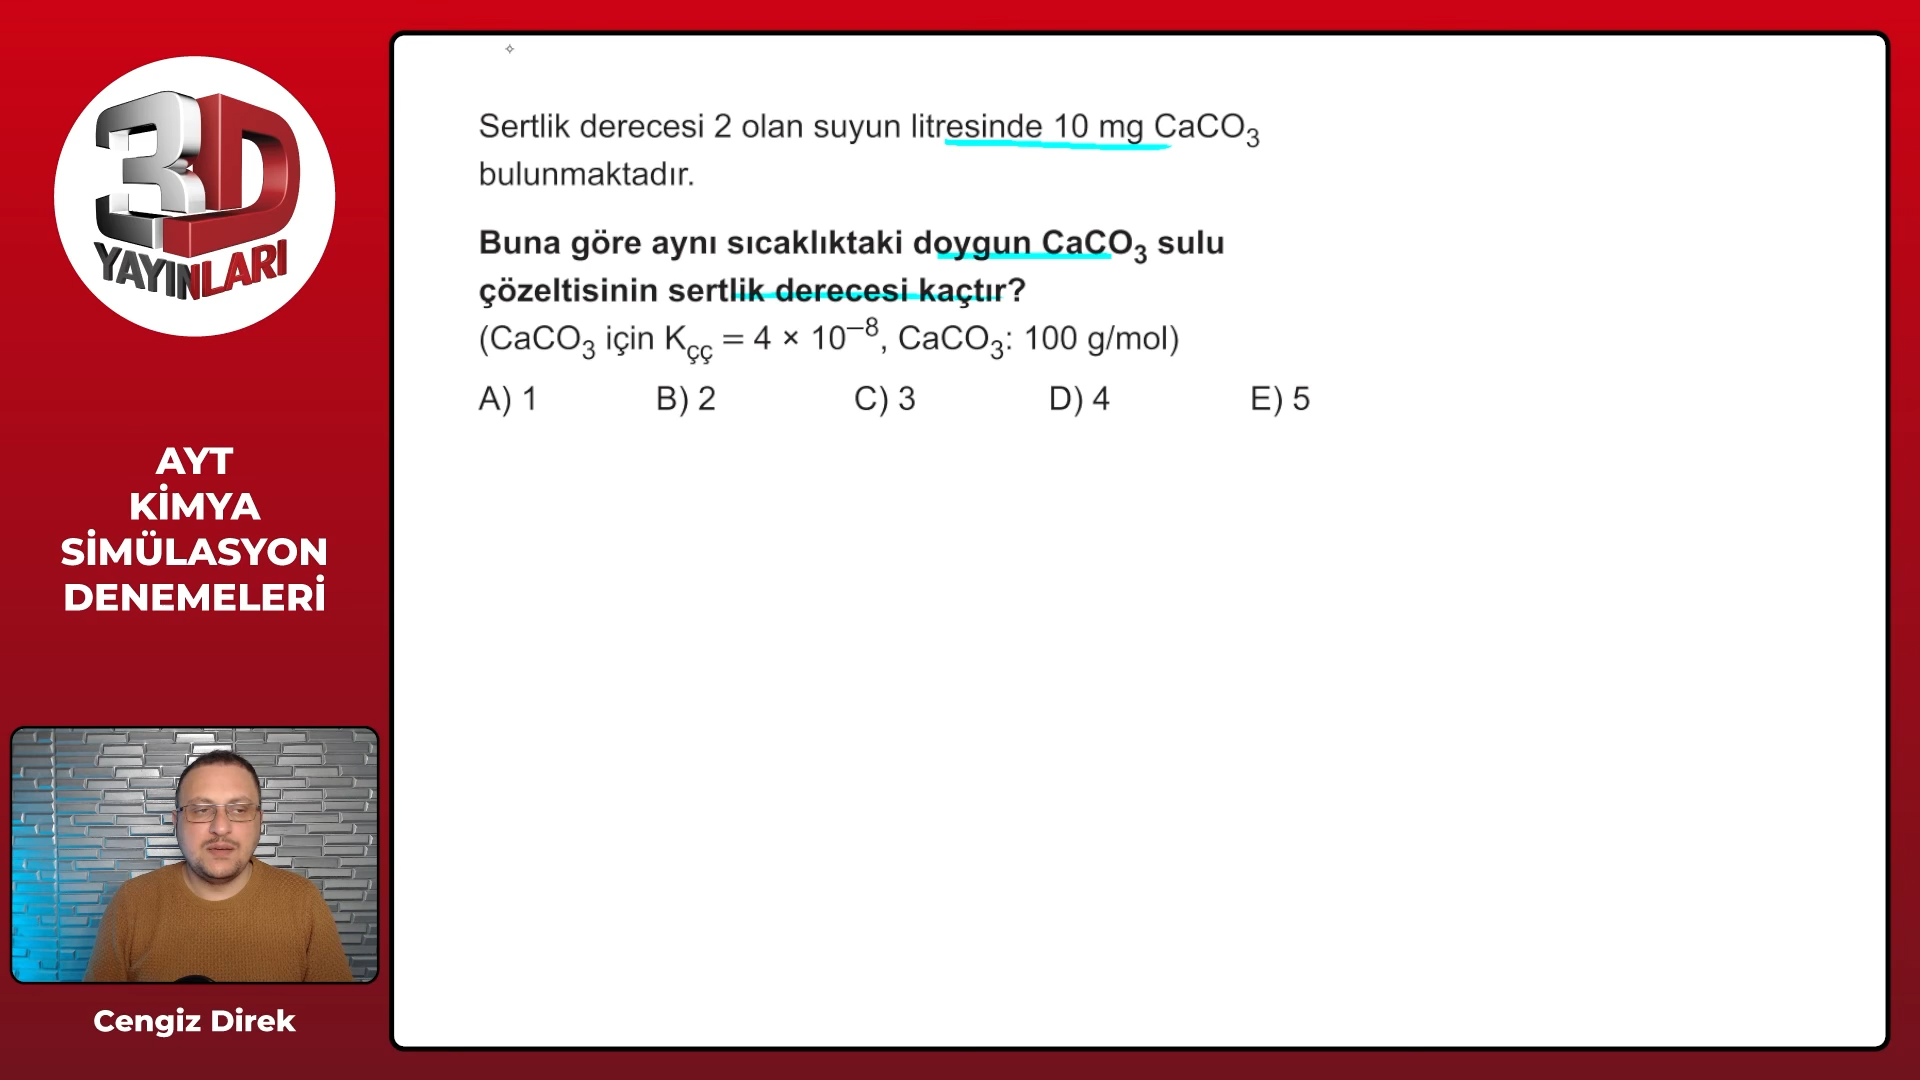 3D
YAYINLARI
AYT
KİMYA
SİMÜLASYON
DENEMELERİ
Cengiz Direk
Sertlik derecesi 2 olan suyun litresinde 10 mg CaCO₃
bulunmaktadır.
Buna göre aynı sıcaklıktaki doygun CaCO₃ sulu
çözeltisinin sertlik derecesi kaçtır?
(CaCO₃ için Kçç = 4 × 10⁻⁸, CaCO₃: 100 g/mol)
A) 1 B) 2 C) 3 D) 4 E) 5